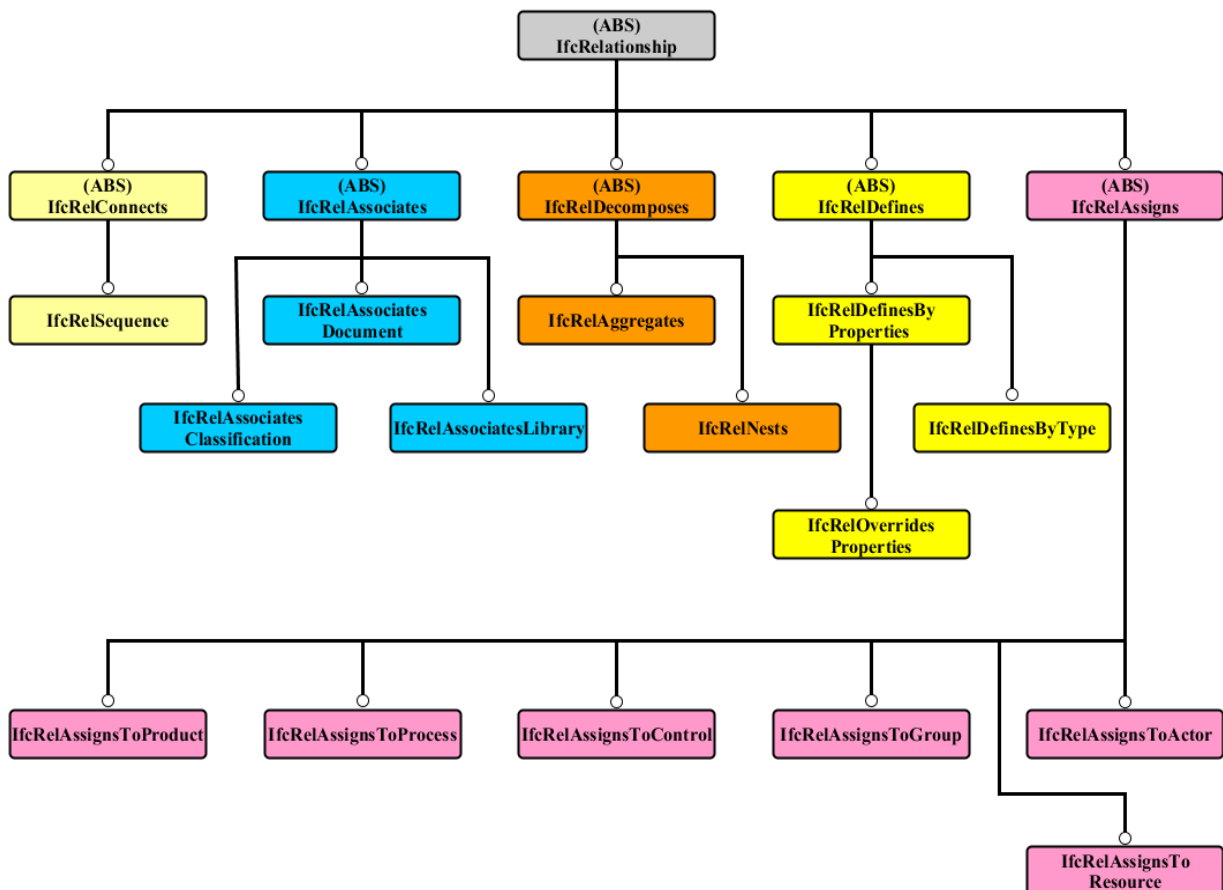 (ABS)
IfcRelationship
(ABS)
IfcRelConnects
(ABS)
IfcRelAssociates
(ABS)
IfcRelDecomposes
(ABS)
IfcRelDefines
(ABS)
IfcRelAssigns
IfcRelSequence
IfcRelAssociates
Document
IfcRelAggregates
IfcRelDefinesBy
Properties
IfcRelAssociates
Classification
IfcRelAssociatesLibrary
IfcRelNests
IfcRelDefinesByType
IfcRelOverrides
Properties
IfcRelAssignsToProduct
IfcRelAssignsToProcess
IfcRelAssignsToControl
IfcRelAssignsToGroup
IfcRelAssignsToActor
IfcRelAssignsTo
Resource